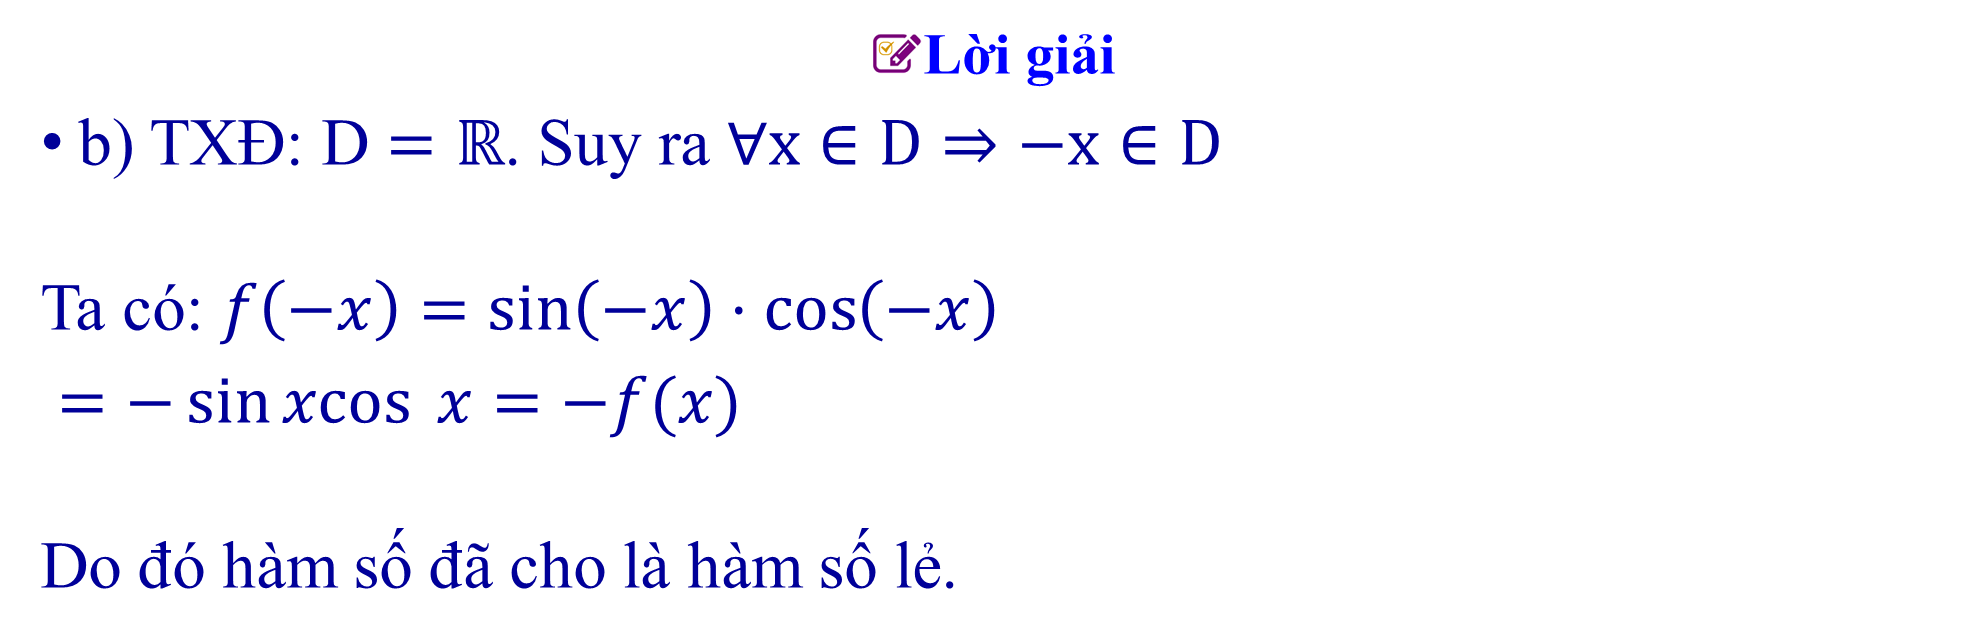 Lời giải
• b) TXĐ: D = ℝ. Suy ra ∀x ∈ D ⇒ −x ∈ D
Ta có: f(−x) = sin(−x) · cos(−x)
= − sin xcos x = −f(x)
Do đó hàm số đã cho là hàm số lẻ.